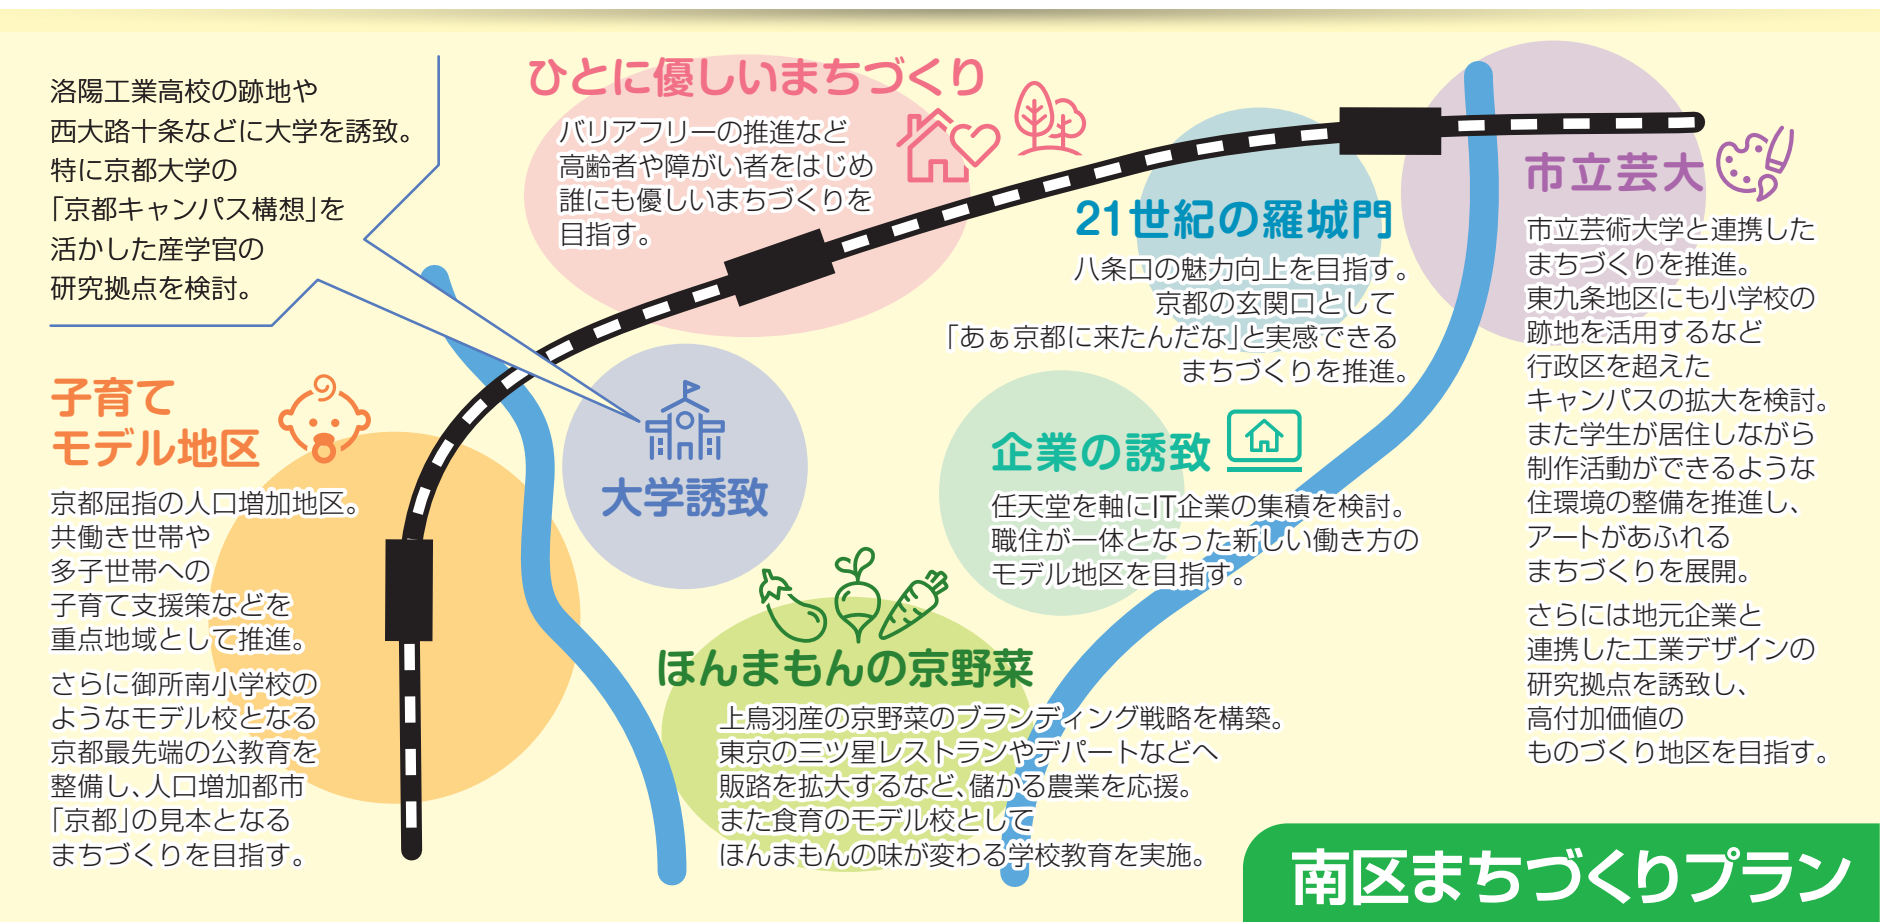 洛陽工業高校の跡地や
西大路十条などに大学を誘致。
特に京都大学の
「京都キャンパス構想」を
活かした産学官の
研究拠点を検討。
ひとに優しいまちづくり
バリアフリーの推進など
高齢者や障がい者をはじめ
誰にも優しいまちづくりを
目指す。
21世紀の羅城門
八条口の魅力向上を目指す。
京都の玄関口として
「あぁ京都に来たんだな」と実感できる
まちづくりを推進。
市立芸大
市立芸術大学と連携した
まちづくりを推進。
東九条地区にも小学校の
跡地を活用するなど
行政区を超えた
キャンパスの拡大を検討。
また学生が居住しながら
制作活動ができるような
住環境の整備を推進し、
アートがあふれる
まちづくりを展開。
さらには地元企業と
連携した工業デザインの
研究拠点を誘致し、
高付加価値の
ものづくり地区を目指す。
子育て
モデル地区
京都屈指の人口増加地区。
共働き世帯や
多子世帯への
子育て支援策などを
重点地域として推進。
さらに御所南小学校の
ようなモデル校となる
京都最先端の公教育を
整備し、人口増加都市
「京都」の見本となる
まちづくりを目指す。
大学誘致
企業の誘致
任天堂を軸にIT企業の集積を検討。
職住が一体となった新しい働き方の
モデル地区を目指す。
ほんまもんの京野菜
上鳥羽産の京野菜のブランディング戦略を構築。
東京の三ツ星レストランやデパートなどへ
販路を拡大するなど、儲かる農業を応援。
また食育のモデル校として
ほんまもんの味が変わる学校教育を実施。
南区まちづくりプラン